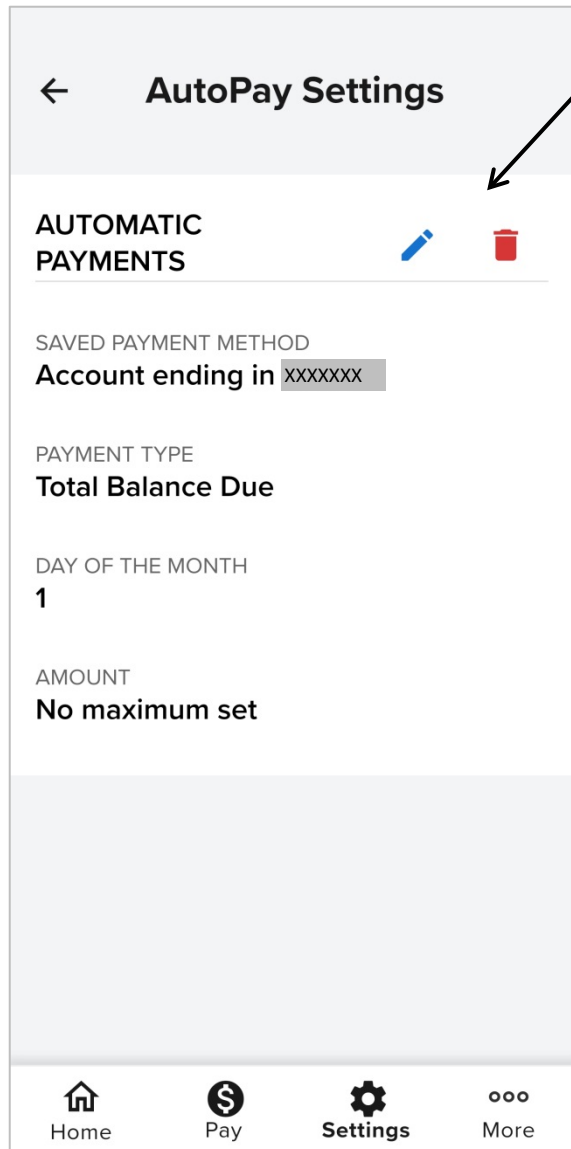 AutoPay Settings
AUTOMATIC
PAYMENTS
SAVED PAYMENT METHOD
Account ending in XXXXXXX
PAYMENT TYPE
Total Balance Due
DAY OF THE MONTH
1
AMOUNT
No maximum set
Home Pay Settings More